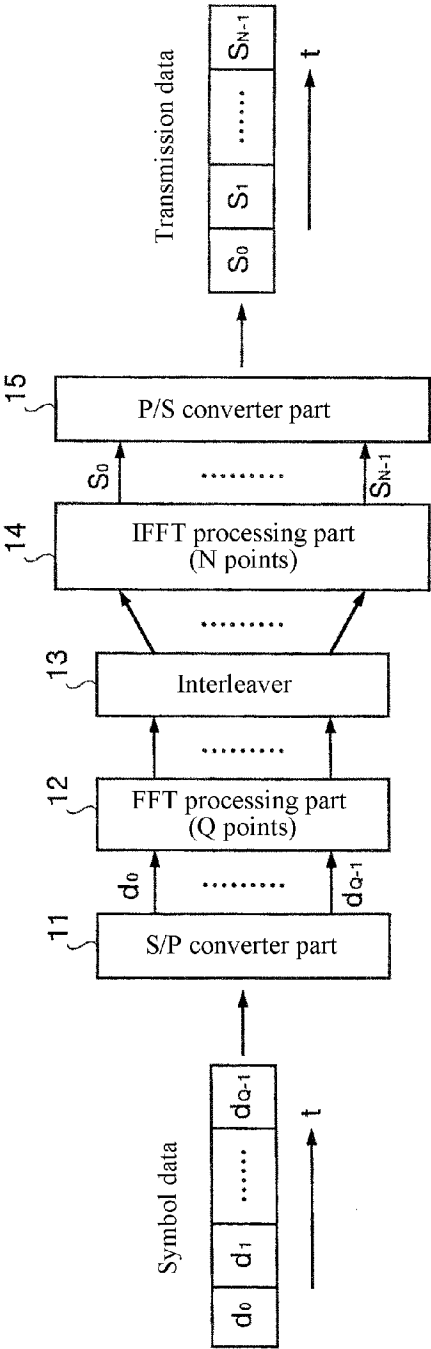 Symbol data
d0 d1 ...... dQ-1
t
11
S/P converter part
d0
.........
dQ-1
12
FFT processing part
(Q points)
.........
13
Interleaver
.........
14
IFFT processing part
(N points)
S0
.........
SN-1
15
P/S converter part
Transmission data
S0 S1 ...... SN-1
t